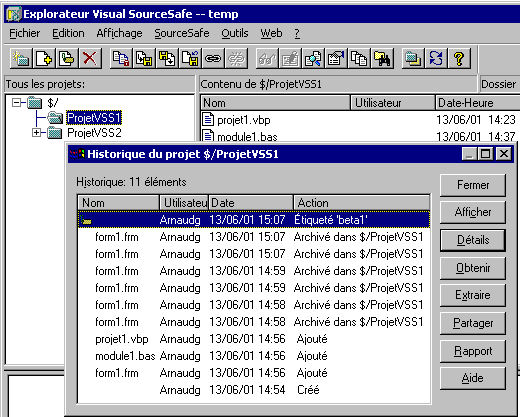 Explorateur Visual SourceSafe -- temp
Fichier Edition Affichage SourceSafe Outils Web ?
Tous les projets: Contenu de $/ProjetVSS1 Dossier
$/ Nom Utilisateur Date-Heure
ProjetVSS1 projet1.vbp 13/06/01 14:23
ProjetVSS2 module1.bas 13/06/01 14:37
Historique du projet $/ProjetVSS1
Historique: 11 éléments
Nom Utilisateu Date Action
Arnaudg 13/06/01 15:07 Étiqueté 'beta1'
form1.frm Arnaudg 13/06/01 15:07 Archivé dans $/ProjetVSS1
form1.frm Arnaudg 13/06/01 15:07 Archivé dans $/ProjetVSS1
form1.frm Arnaudg 13/06/01 14:59 Archivé dans $/ProjetVSS1
form1.frm Arnaudg 13/06/01 14:59 Archivé dans $/ProjetVSS1
form1.frm Arnaudg 13/06/01 14:58 Archivé dans $/ProjetVSS1
form1.frm Arnaudg 13/06/01 14:58 Archivé dans $/ProjetVSS1
projet1.vbp Arnaudg 13/06/01 14:56 Ajouté
module1.bas Arnaudg 13/06/01 14:56 Ajouté
form1.frm Arnaudg 13/06/01 14:56 Ajouté
Arnaudg 13/06/01 14:54 Créé
Fermer
Afficher
Détails
Obtenir
Extraire
Partager
Rapport
Aide